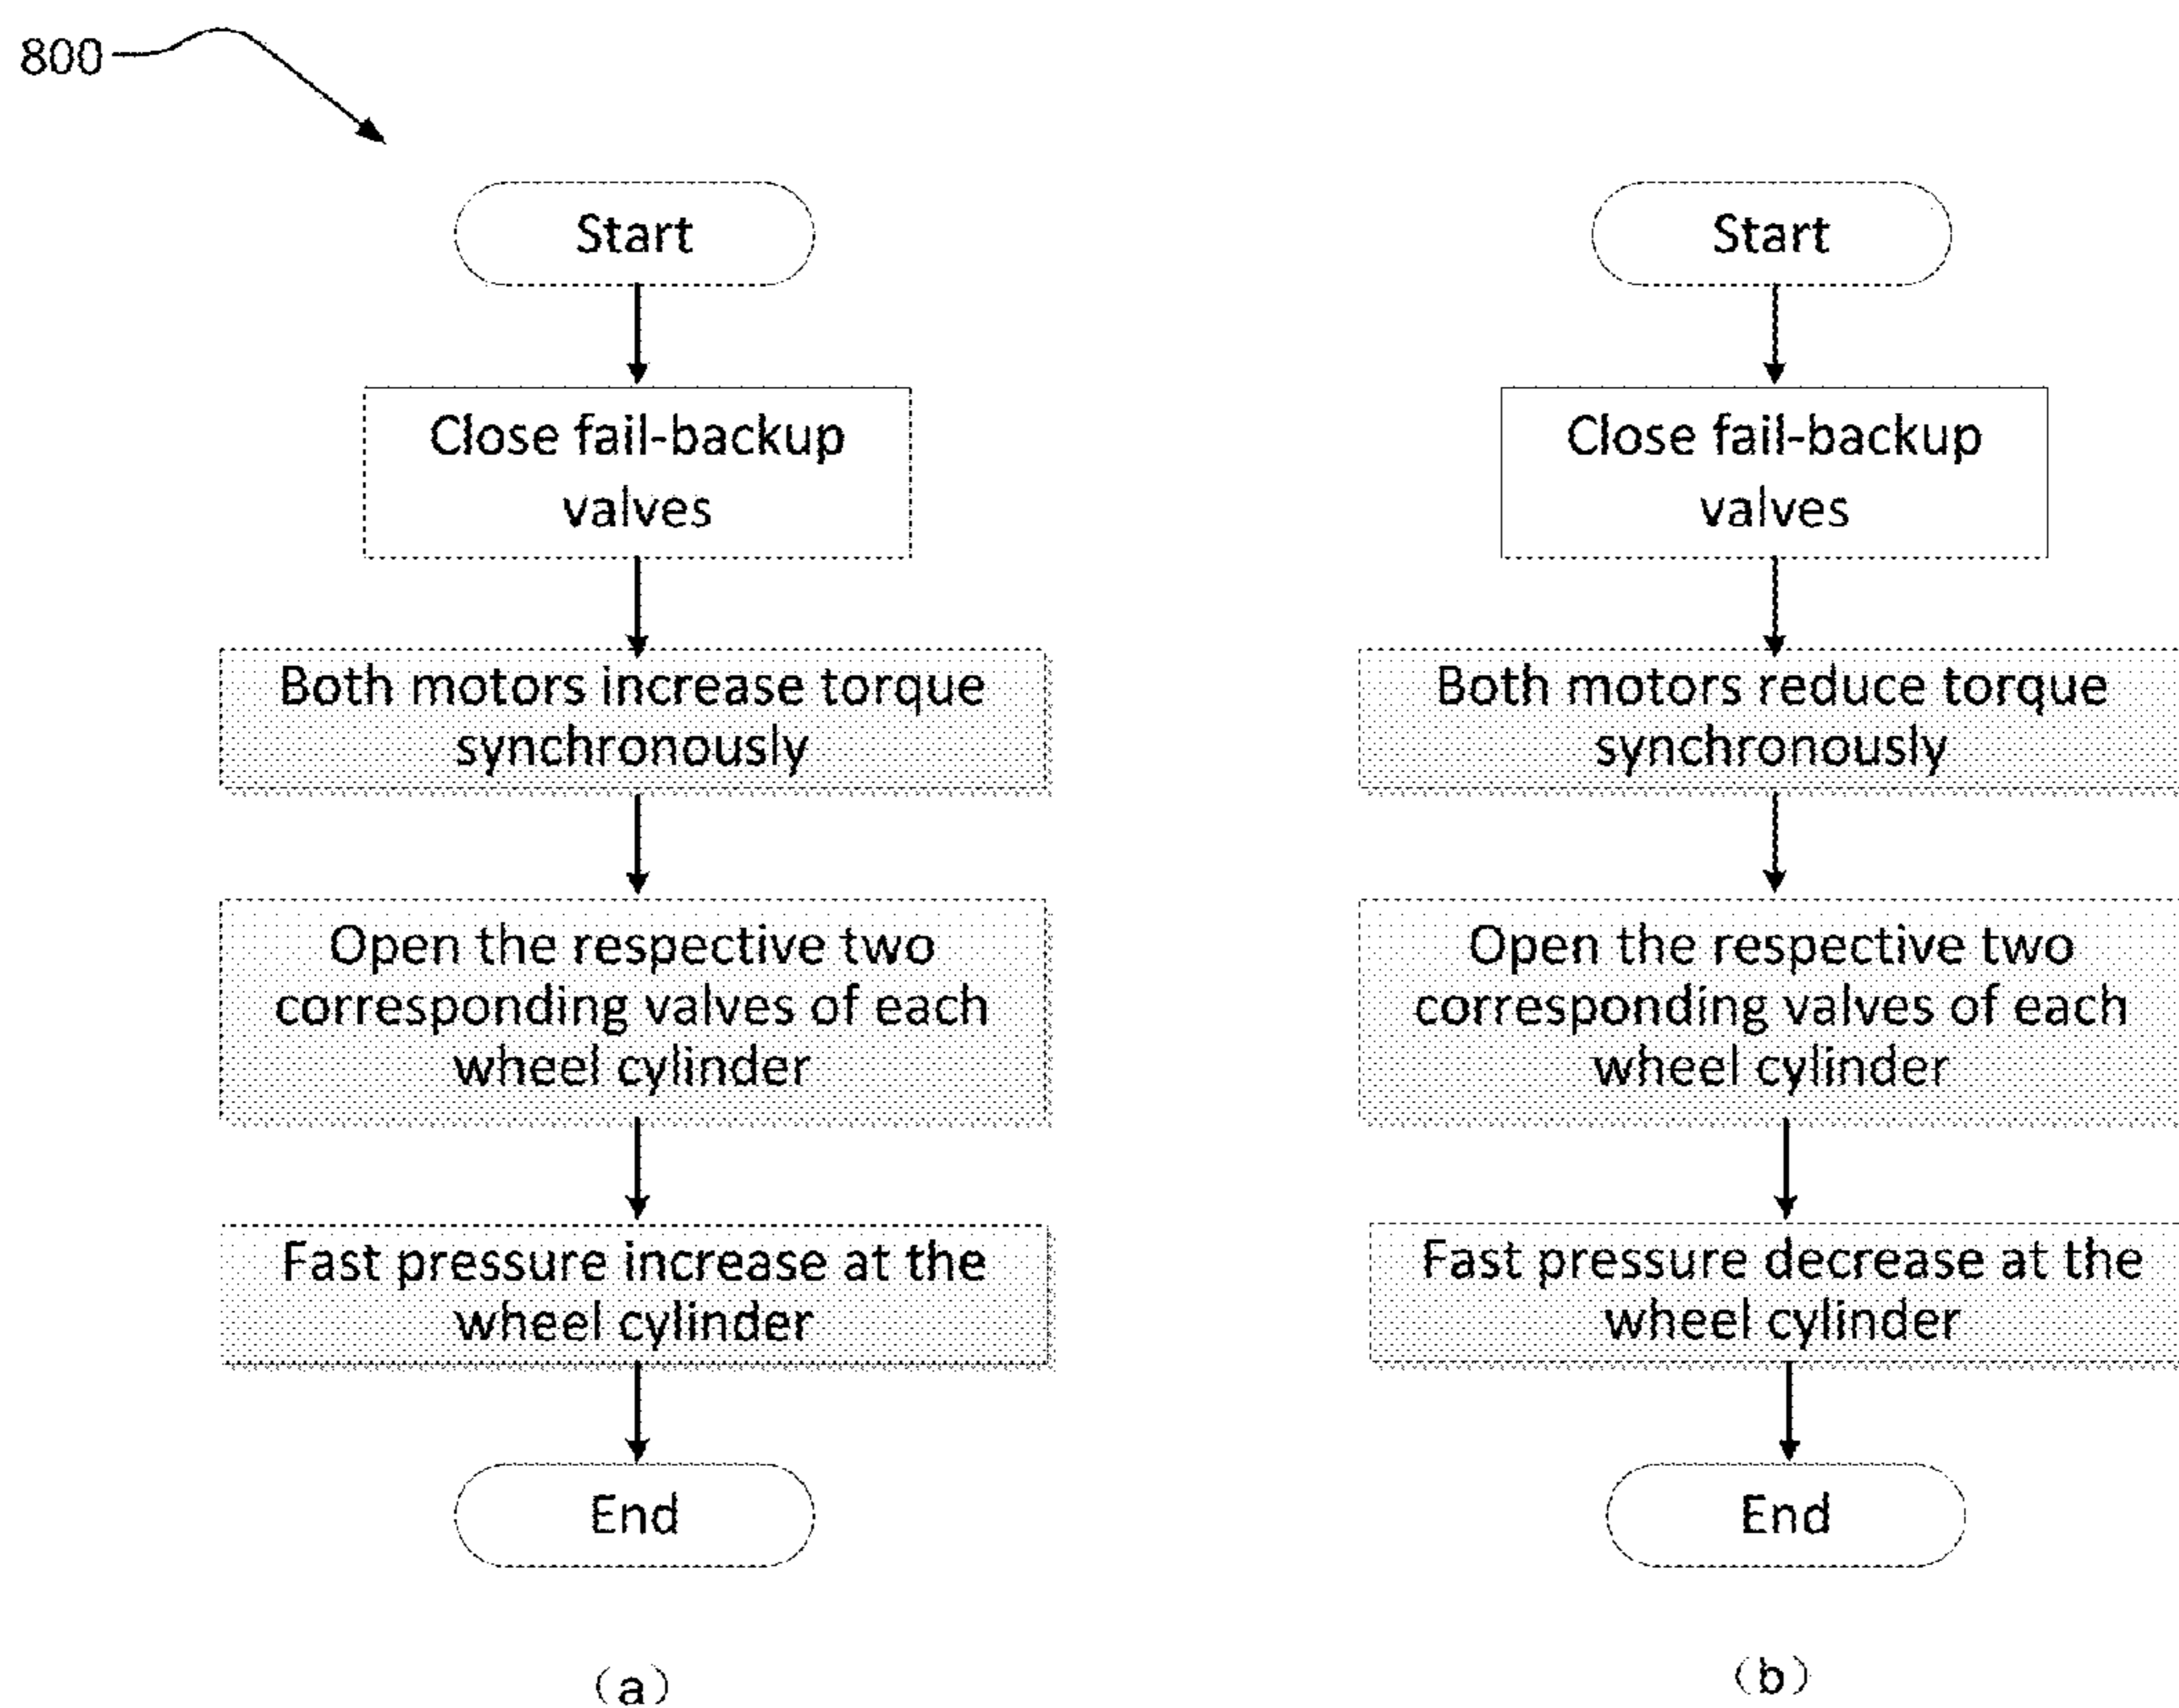 800
Start
Close fail-backup
valves
Both motors increase torque
synchronously
Open the respective two
corresponding valves of each
wheel cylinder
Fast pressure increase at the
wheel cylinder
End
(a)
Start
Close fail-backup
valves
Both motors reduce torque
synchronously
Open the respective two
corresponding valves of each
wheel cylinder
Fast pressure decrease at the
wheel cylinder
End
(b)